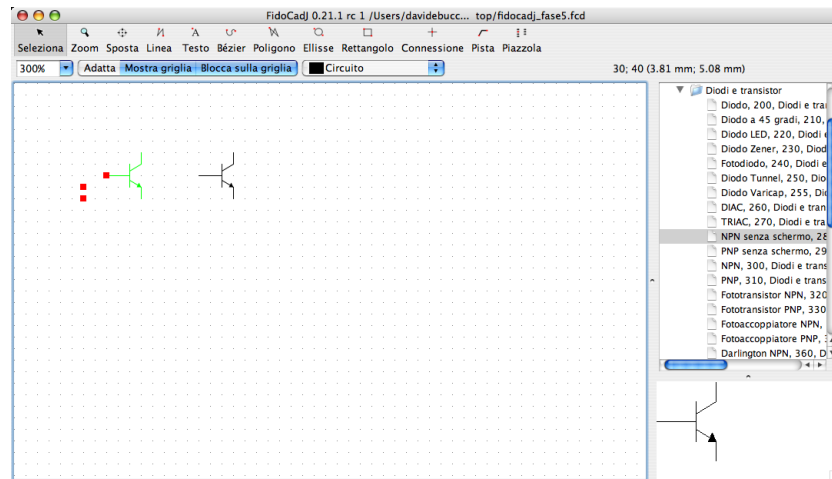 FidoCadJ 0.21.1 rc 1 /Users/davidebucc... top/fidocadj_fase5.fcd
Seleziona Zoom Sposta Linea Testo Bézier Poligono Ellisse Rettangolo Connessione Pista Piazzola
300% Adatta Mostra griglia Blocca sulla griglia Circuito 30; 40 (3.81 mm; 5.08 mm)
Diodi e transistor
Diodo, 200, Diodi e tra
Diodo a 45 gradi, 210,
Diodo LED, 220, Diodi e
Diodo Zener, 230, Diod
Fotodiodo, 240, Diodi e
Diodo Tunnel, 250, Dio
Diodo Varicap, 255, Di
DIAC, 260, Diodi e tran
TRIAC, 270, Diodi e tra
NPN senza schermo, 28
PNP senza schermo, 29
NPN, 300, Diodi e trans
PNP, 310, Diodi e trans
Fototransistor NPN, 320
Fototransistor PNP, 330
Fotoaccoppiatore NPN,
Fotoaccoppiatore PNP,
Darlington NPN, 360, D